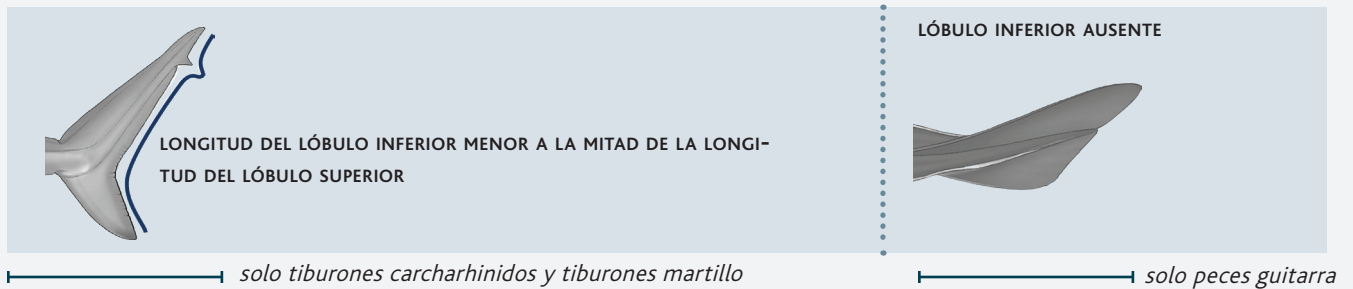 LONGITUD DEL LÓBULO INFERIOR MENOR A LA MITAD DE LA LONGI-
TUD DEL LÓBULO SUPERIOR
solo tiburones carcharhinidos y tiburones martillo
LÓBULO INFERIOR AUSENTE
solo peces guitarra